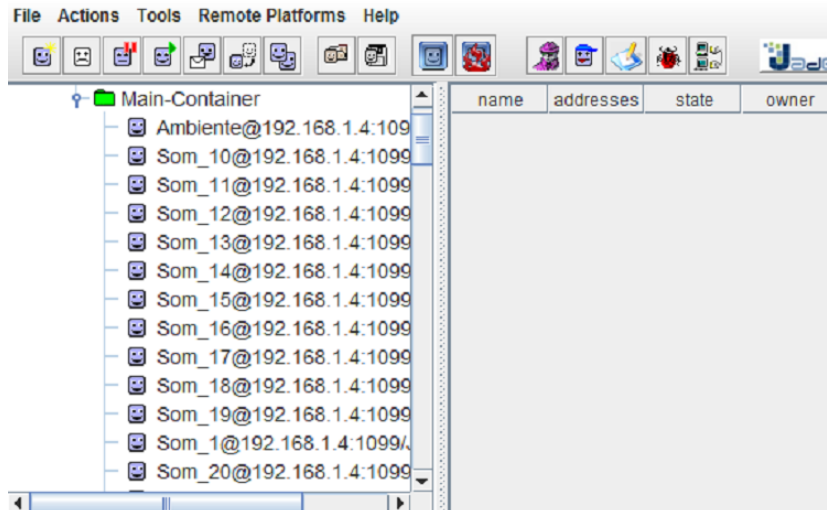 File Actions Tools Remote Platforms Help
Jade
Main-Container
name addresses state owner
Ambiente@192.168.1.4:109
Som_10@192.168.1.4:1099
Som_11@192.168.1.4:1099
Som_12@192.168.1.4:1099
Som_13@192.168.1.4:1099
Som_14@192.168.1.4:1099
Som_15@192.168.1.4:1099
Som_16@192.168.1.4:1099
Som_17@192.168.1.4:1099
Som_18@192.168.1.4:1099
Som_19@192.168.1.4:1099
Som_1@192.168.1.4:1099/
Som_20@192.168.1.4:1099